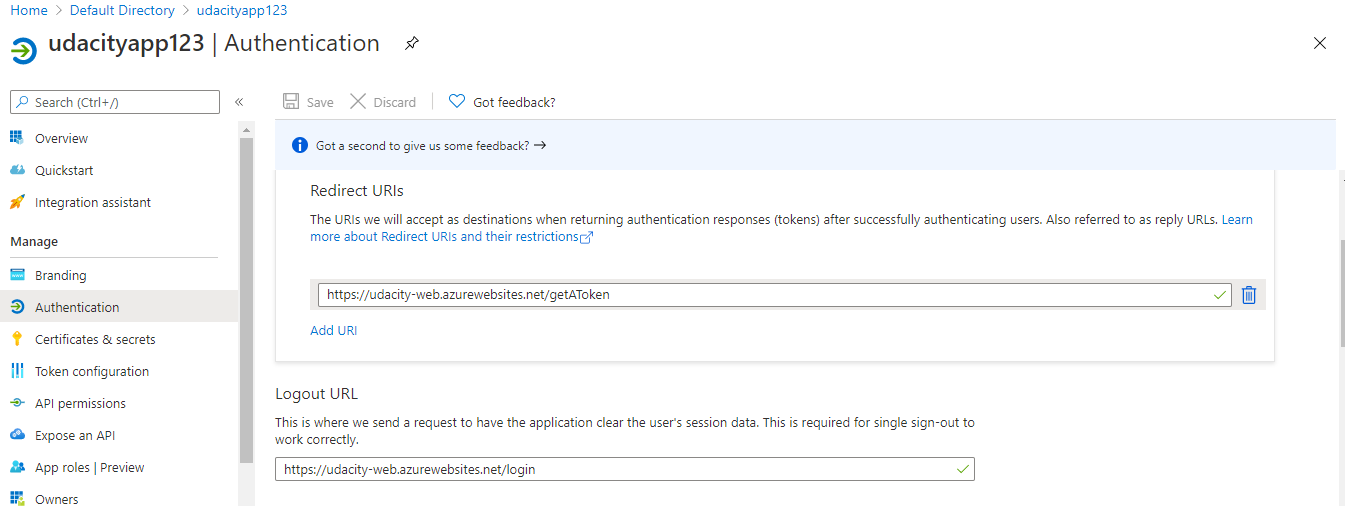 Home > Default Directory > udacityapp123
udacityapp123 | Authentication
Search (Ctrl+/)
«
Save
Discard
Got feedback?
Overview
Quickstart
Integration assistant
Manage
Branding
Authentication
Certificates & secrets
Token configuration
API permissions
Expose an API
App roles | Preview
Owners
Got a second to give us some feedback? →
Redirect URIs
The URIs we will accept as destinations when returning authentication responses (tokens) after successfully authenticating users. Also referred to as reply URLs. Learn
more about Redirect URIs and their restrictions
https://udacity-web.azurewebsites.net/getAToken
Add URI
Logout URL
This is where we send a request to have the application clear the user's session data. This is required for single sign-out to
work correctly.
https://udacity-web.azurewebsites.net/login